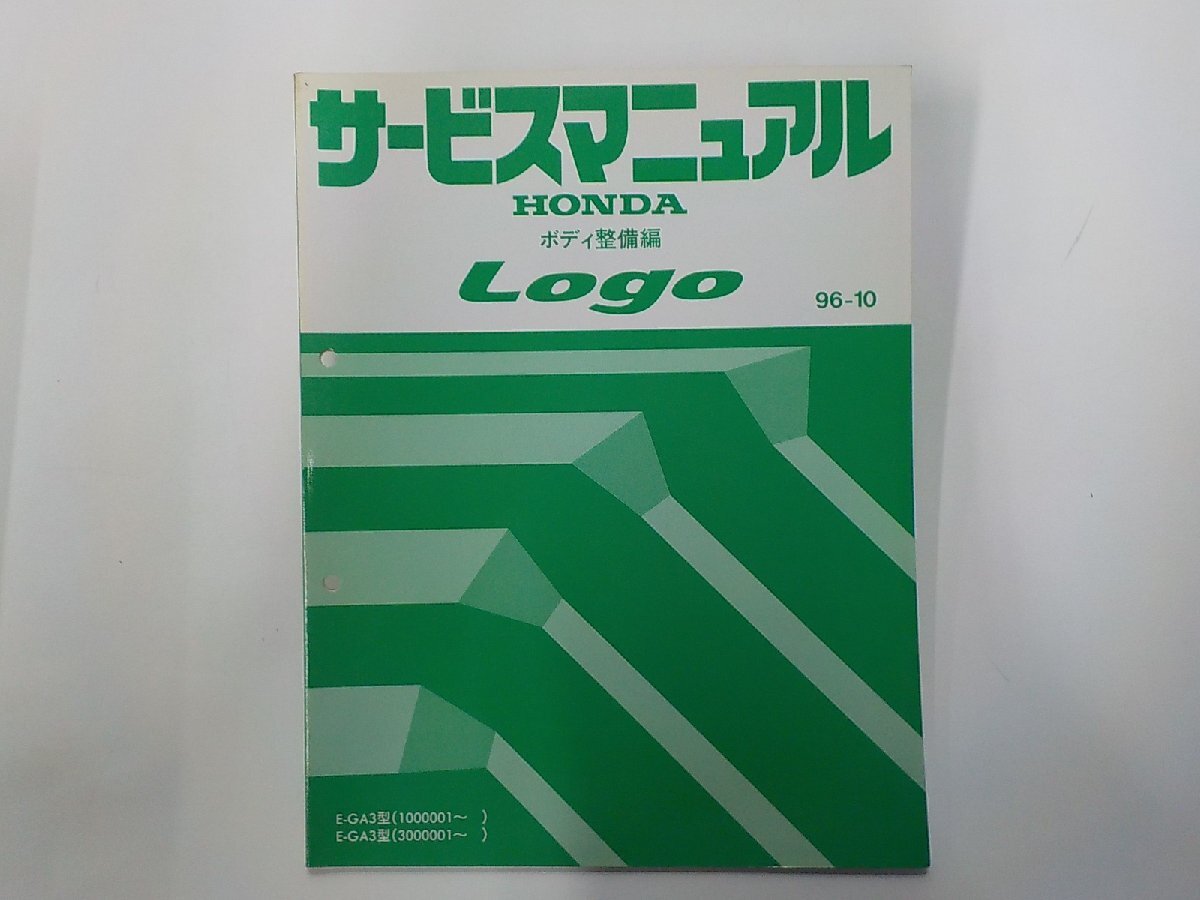 サービスマニュアル
HONDA
ボディ整備編
Logo
96-10
E-GA3型(1000001～ )
E-GA3型(3000001～ )